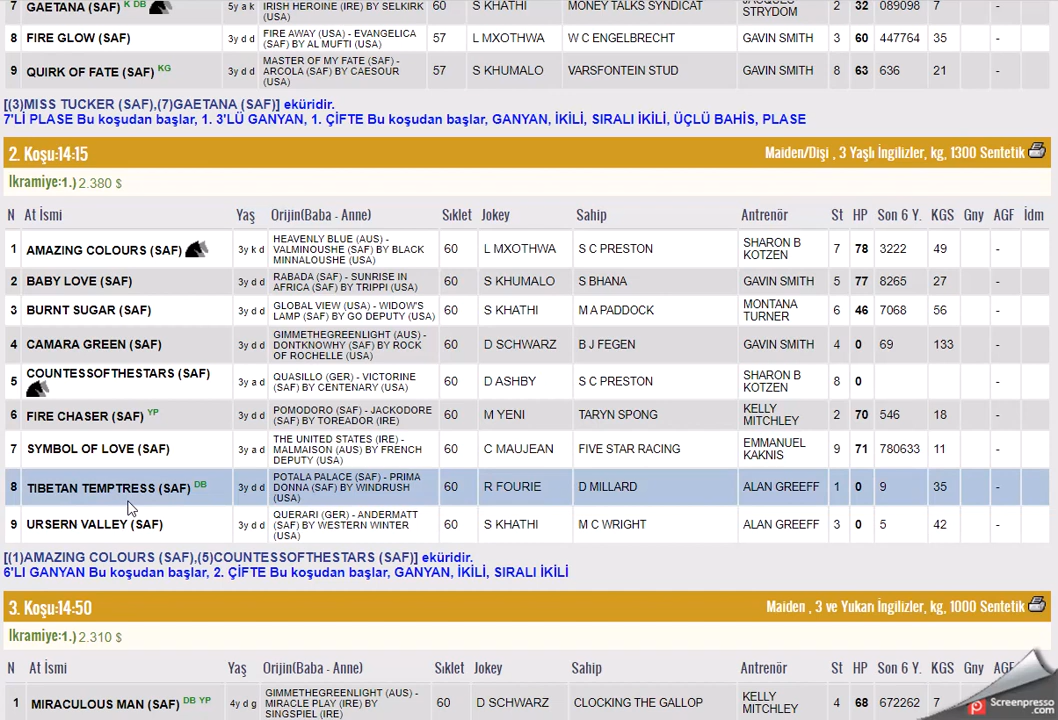 7 GAETANA (SAF) K DB 5y a k IRISH HEROINE (IRE) BY SELKIRK (USA) 60 S KHATHI MONEY TALKS SYNDICAT STRYDOM 2 32 089098 7 -
8 FIRE GLOW (SAF) 3y d d FIRE AWAY (USA) - EVANGELICA (SAF) BY AL MUFTI (USA) 57 L MXOTHWA W C ENGELBRECHT GAVIN SMITH 3 60 447764 35 -
9 QUIRK OF FATE (SAF) KG 3y d d MASTER OF MY FATE (SAF) - ARCOLA (SAF) BY CAESOUR (USA) 57 S KHUMALO VARSFONTEIN STUD GAVIN SMITH 8 63 636 21 -
[(3)MISS TUCKER (SAF),(7)GAETANA (SAF)] eküridir.
7'Lİ PLASE Bu koşudan başlar, 1. 3'LÜ GANYAN, 1. ÇİFTE Bu koşudan başlar, GANYAN, İKİLİ, SIRALI İKİLİ, ÜÇLÜ BAHİS, PLASE
2. Koşu:14:15 Maiden/Dişi , 3 Yaşlı İngilizler, kg, 1300 Sentetik
Ikramiye:1.) 2.380 $
N At İsmi Yaş Orijin(Baba - Anne) Sıklet Jokey Sahip Antrenör St HP Son 6 Y. KGS Gny AGF İdm
1 AMAZING COLOURS (SAF) 3y k d HEAVENLY BLUE (AUS) - VALMINOUSHE (SAF) BY BLACK MINNALOUSHE (USA) 60 L MXOTHWA S C PRESTON SHARON B KOTZEN 7 78 3222 49 -
2 BABY LOVE (SAF) 3y d d RABADA (SAF) - SUNRISE IN AFRICA (SAF) BY TRIPPI (USA) 60 S KHUMALO S BHANA GAVIN SMITH 5 77 8265 27 -
3 BURNT SUGAR (SAF) 3y d d GLOBAL VIEW (USA) - WIDOW'S LAMP (SAF) BY GO DEPUTY (USA) 60 S KHATHI M A PADDOCK MONTANA TURNER 6 46 7068 56 -
4 CAMARA GREEN (SAF) 3y d d GIMMETHEGREENLIGHT (AUS) - DONTKNOWHY (SAF) BY ROCK OF ROCHELLE (USA) 60 D SCHWARZ B J FEGEN GAVIN SMITH 4 0 69 133 -
5 COUNTESSOFTHESTARS (SAF) 3y a d QUASILLO (GER) - VICTORINE (SAF) BY CENTENARY (USA) 60 D ASHBY S C PRESTON SHARON B KOTZEN 8 0 -
6 FIRE CHASER (SAF) YP 3y d d POMODORO (SAF) - JACKODORE (SAF) BY TOREADOR (IRE) 60 M YENI TARYN SPONG KELLY MITCHLEY 2 70 546 18 -
7 SYMBOL OF LOVE (SAF) 3y a d THE UNITED STATES (IRE) - MALMAISON (AUS) BY FRENCH DEPUTY (USA) 60 C MAUJEAN FIVE STAR RACING EMMANUEL KAKNIS 9 71 780633 11 -
8 TIBETAN TEMPTRESS (SAF) DB 3y d d POTALA PALACE (SAF) - PRIMA DONNA (SAF) BY WINDRUSH (USA) 60 R FOURIE D MILLARD ALAN GREEFF 1 0 9 35 -
9 URSERN VALLEY (SAF) 3y d d QUERARI (GER) - ANDERMATT (SAF) BY WESTERN WINTER (USA) 60 S KHATHI M C WRIGHT ALAN GREEFF 3 0 5 42 -
[(1)AMAZING COLOURS (SAF),(5)COUNTESSOFTHESTARS (SAF)] eküridir.
6'LI GANYAN Bu koşudan başlar, 2. ÇİFTE Bu koşudan başlar, GANYAN, İKİLİ, SIRALI İKİLİ
3. Koşu:14:50 Maiden , 3 ve Yukarı İngilizler, kg, 1000 Sentetik
Ikramiye:1.) 2.310 $
N At İsmi Yaş Orijin(Baba - Anne) Sıklet Jokey Sahip Antrenör St HP Son 6 Y. KGS Gny
1 MIRACULOUS MAN (SAF) DB YP 4y d g GIMMETHEGREENLIGHT (AUS) - MIRACLE PLAY (IRE) BY SINGSPIEL (IRE) 60 D SCHWARZ CLOCKING THE GALLOP KELLY MITCHLEY 4 68 672262 7
Screenpresso.com